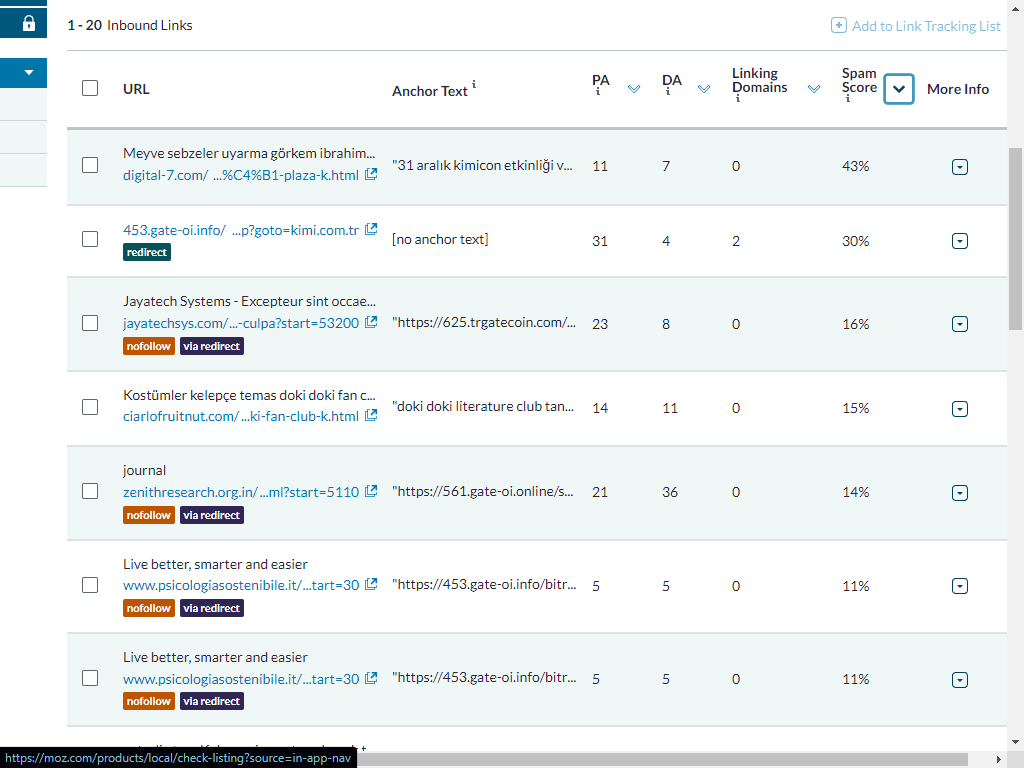 1 - 20 Inbound Links
Add to Link Tracking List
URL
Anchor Text i
PA i
DA i
Linking Domains i
Spam Score i
More Info
Meyve sebzeler uyarma görkem ibrahim...
digital-7.com/ ...%C4%B1-plaza-k.html
"31 aralık kimicon etkinliği v...
11
7
0
43%
453.gate-oi.info/ ...p?goto=kimi.com.tr
redirect
[no anchor text]
31
4
2
30%
Jayatech Systems - Excepteur sint occae...
jayatechsys.com/...-culpa?start=53200
nofollow via redirect
"https://625.trgatecoin.com/...
23
8
0
16%
Kostümler kelepçe temas doki doki fan c...
ciarlofruitnut.com/ ...ki-fan-club-k.html
"doki doki literature club tan...
14
11
0
15%
journal
zenithresearch.org.in/ ...ml?start=5110
nofollow via redirect
"https://561.gate-oi.online/s...
21
36
0
14%
Live better, smarter and easier
www.psicologiasostenibile.it/...tart=30
nofollow via redirect
"https://453.gate-oi.info/bitr...
5
5
0
11%
Live better, smarter and easier
www.psicologiasostenibile.it/...tart=30
nofollow via redirect
"https://453.gate-oi.info/bitr...
5
5
0
11%
https://moz.com/products/local/check-listing?source=in-app-nav